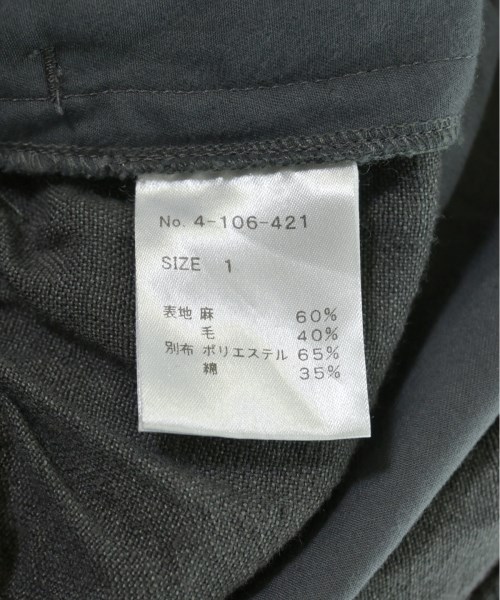 No. 4-106-421
SIZE 1
表地 麻 60%
毛 40%
別布 ポリエステル 65%
綿 35%